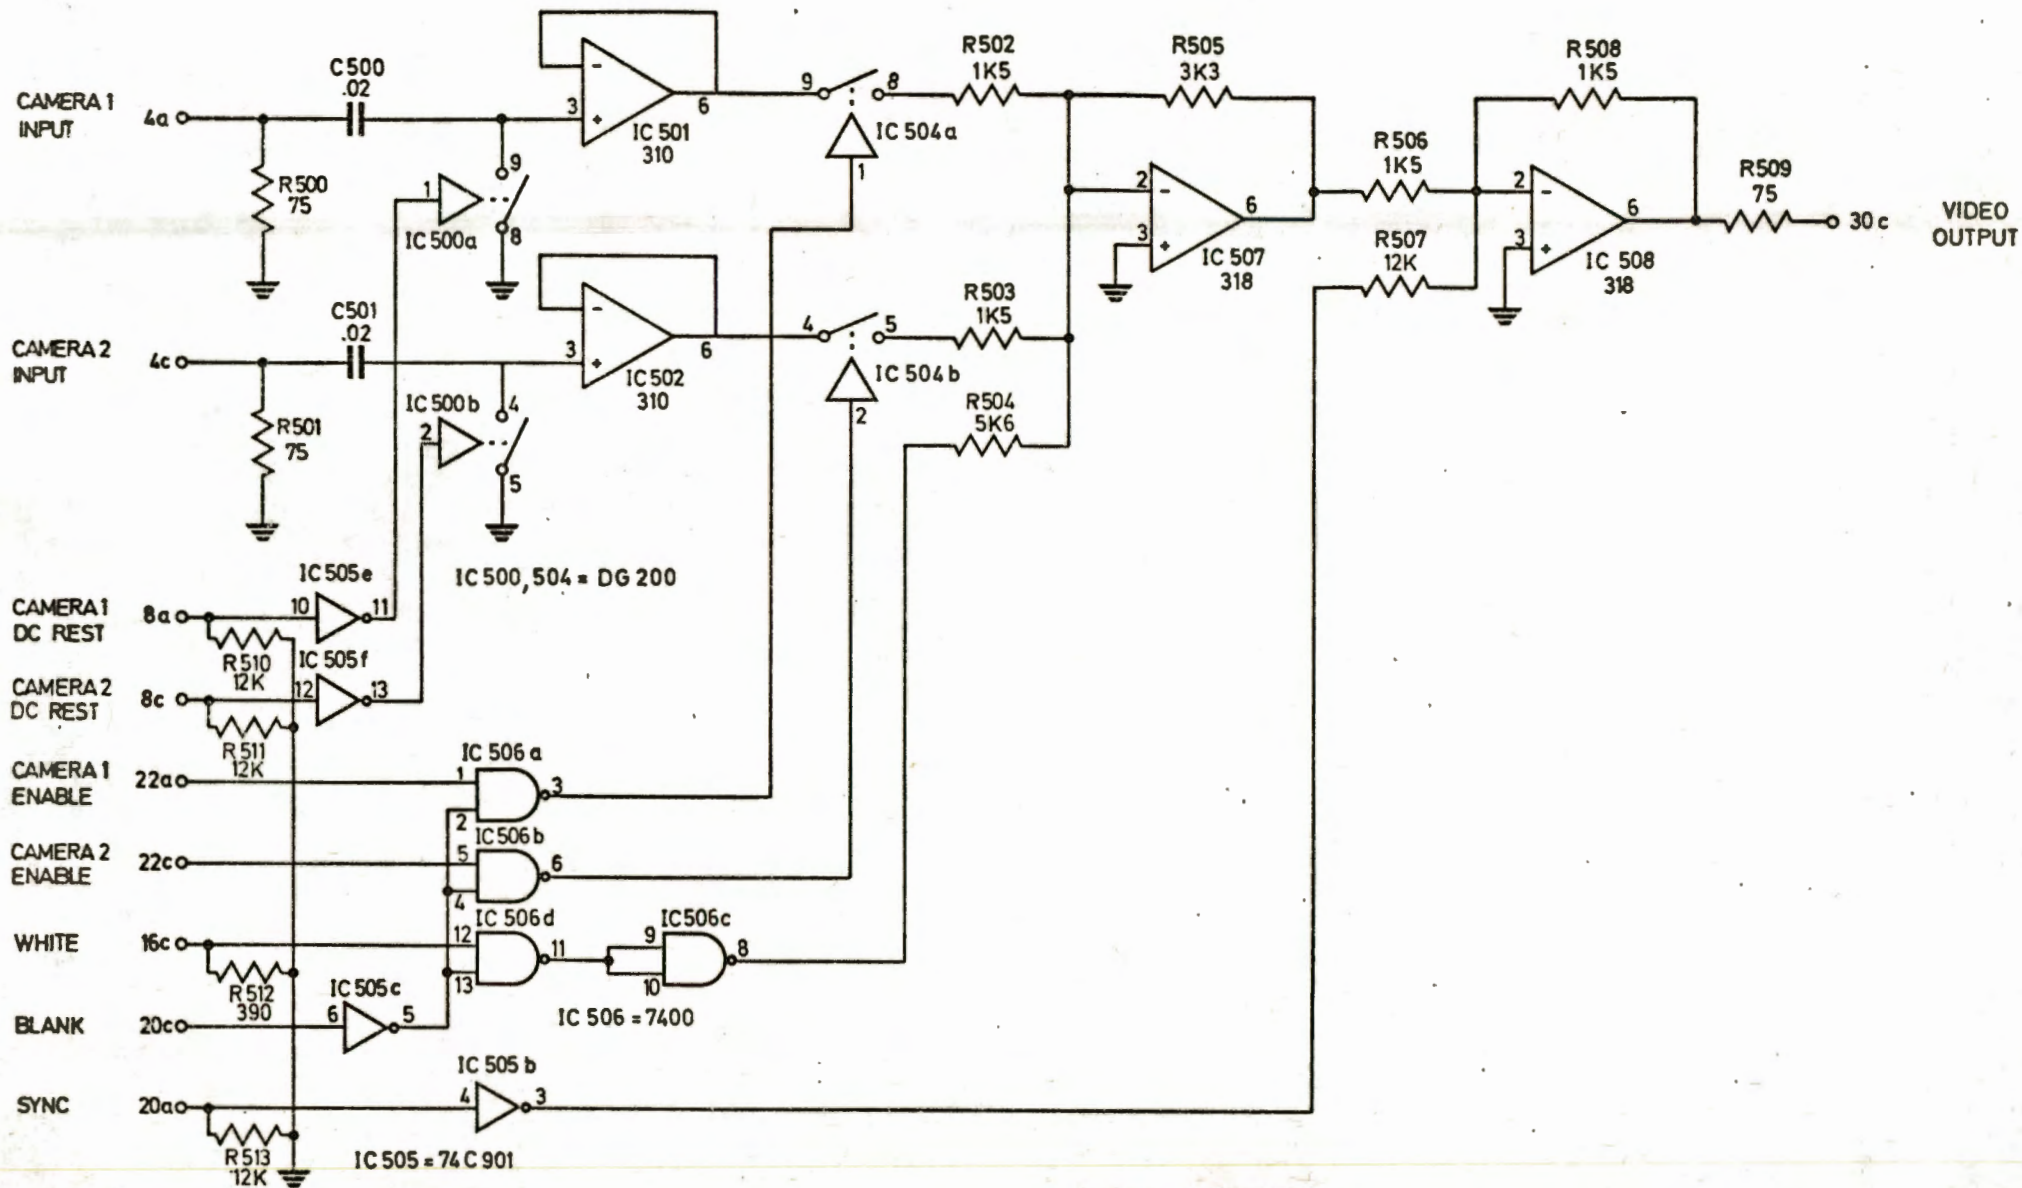 CAMERA 1
INPUT
4a
C500
.02
R500
75
3
6
IC 501
310
9
8
1
IC 500a
9
8
IC 504a
1
R502
1K5
R505
3K3
R508
1K5
2
3
6
IC 507
318
R506
1K5
R507
12K
2
3
6
IC 508
318
R509
75
30c
VIDEO
OUTPUT
CAMERA 2
INPUT
4c
C501
.02
R501
75
3
6
IC 502
310
IC 500b
2
4
5
4
5
IC 504b
2
R503
1K5
R504
5K6
IC 500, 504 = DG 200
CAMERA 1
DC REST
8a
IC 505e
10
11
R510
12K
CAMERA 2
DC REST
8c
IC 505f
12
13
R511
12K
CAMERA 1
ENABLE
22a
IC 506a
1
2
3
CAMERA 2
ENABLE
22c
IC 506b
5
4
6
WHITE
16c
IC 506d
12
13
11
IC506c
9
10
8
R512
390
IC 506 = 7400
BLANK
20c
IC 505c
6
5
SYNC
20a
IC 505 b
4
3
R513
12K
IC 505 = 74C901